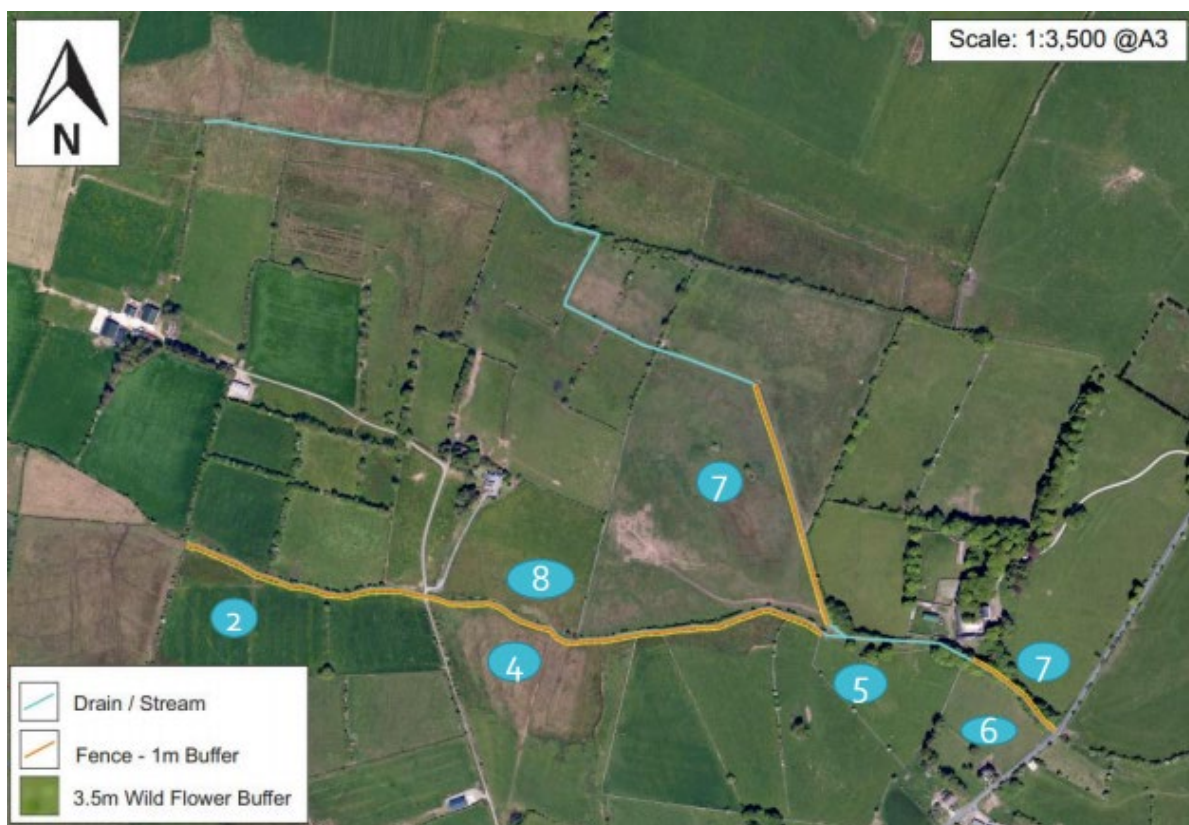 N
Scale: 1:3,500 @A3
7
8
2
4
5
7
6
Drain / Stream
Fence - 1m Buffer
3.5m Wild Flower Buffer